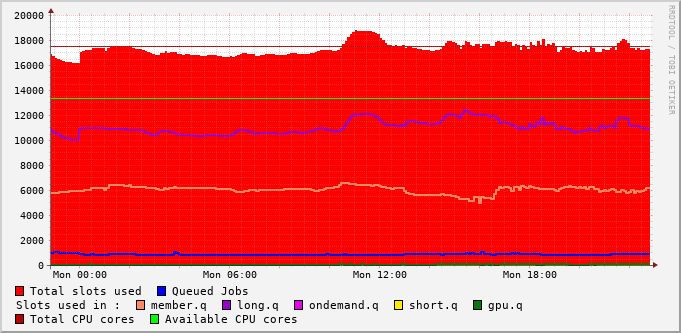 20000
18000
16000
14000
12000
10000
8000
6000
4000
2000
0
Mon 00:00 Mon 06:00 Mon 12:00 Mon 18:00
RRDTOOL / TOBI OETIKER
Total slots used Queued Jobs
Slots used in : member.q long.q ondemand.q short.q gpu.q
Total CPU cores Available CPU cores